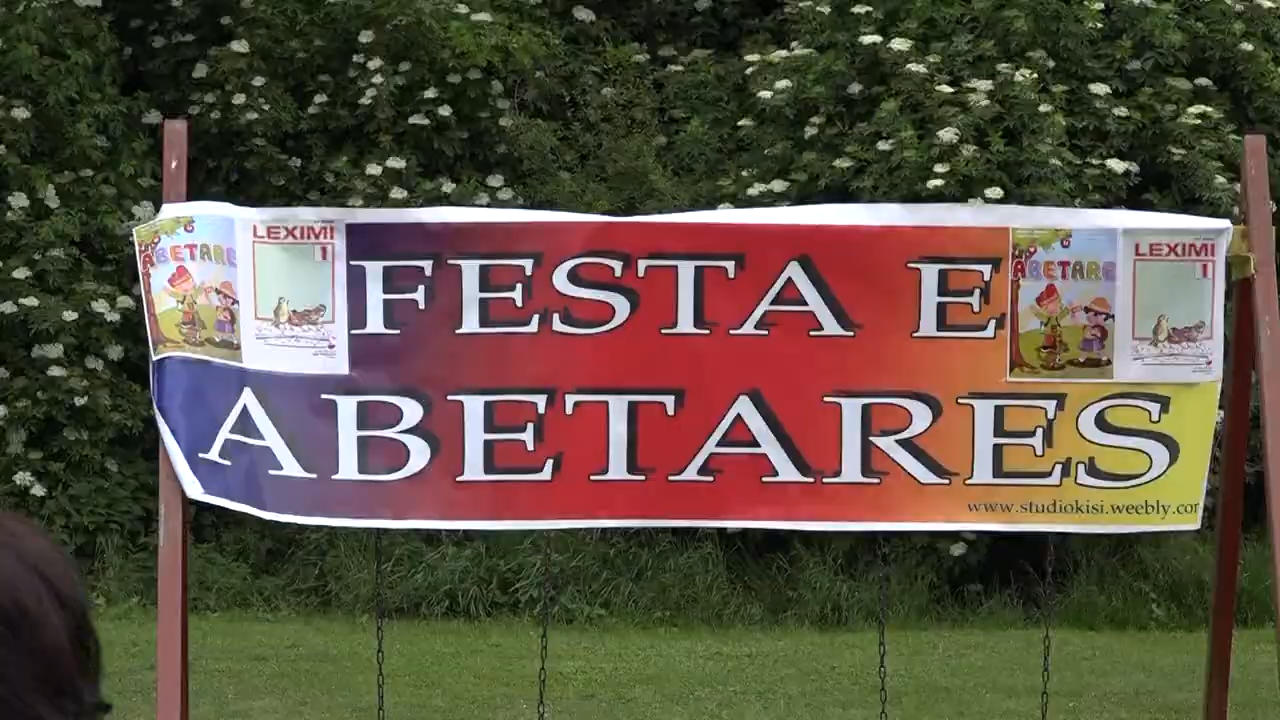 ABETARE
LEXIMI
1
FESTA E
ABETARE
LEXIMI
1
ABETARES
www.studiokisi.weebly.com